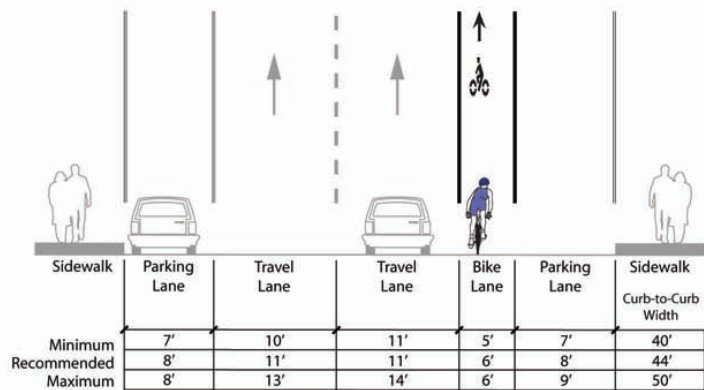 Sidewalk Parking Lane Travel Lane Travel Lane Bike Lane Parking Lane Sidewalk
Curb-to-Curb Width
Minimum 7' 10' 11' 5' 7' 40'
Recommended 8' 11' 11' 6' 8' 44'
Maximum 8' 13' 14' 6' 9' 50'